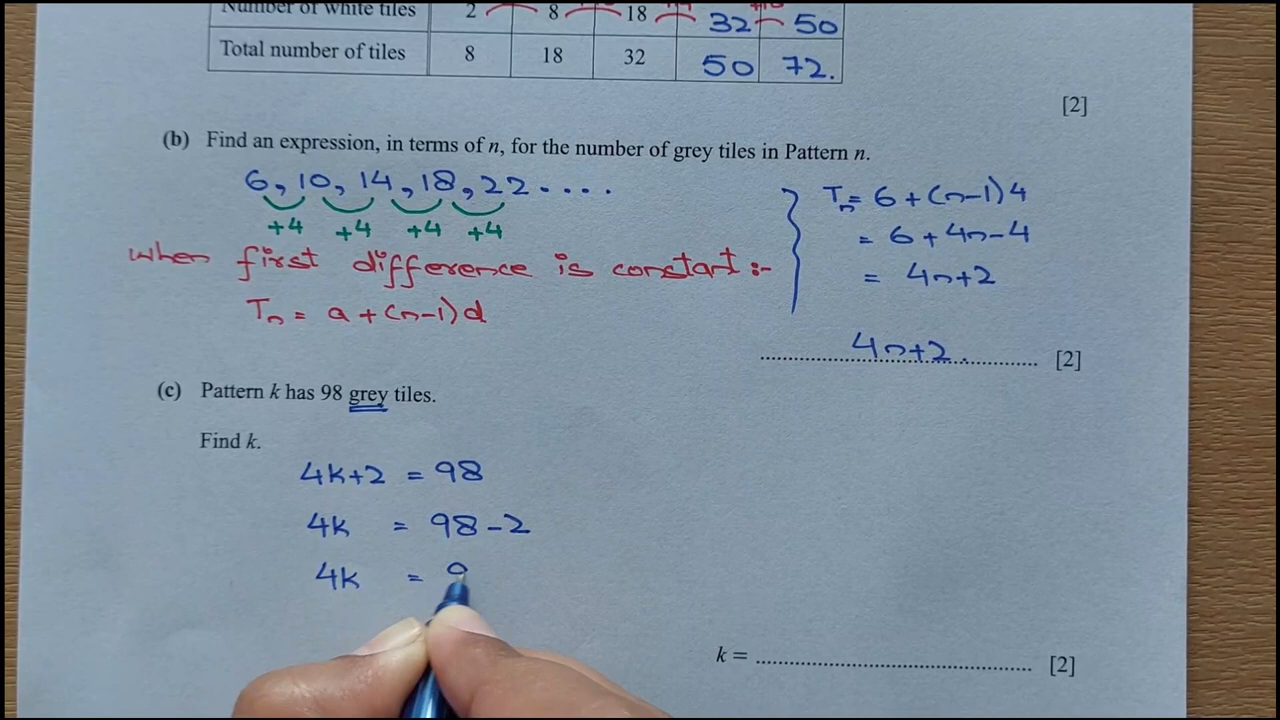 Number of white tiles 2 8 18 32 50
Total number of tiles 8 18 32 50 72.
[2]
(b) Find an expression, in terms of n, for the number of grey tiles in Pattern n.
6, 10, 14, 18, 22 ....
+4 +4 +4 +4
when first difference is constant :-
Tn = a + (n-1)d
Tn = 6 + (n-1)4
= 6 + 4n - 4
= 4n+2
4n+2. [2]
(c) Pattern k has 98 grey tiles.
Find k.
4k+2 = 98
4k = 98-2
4k = 9
k = [2]